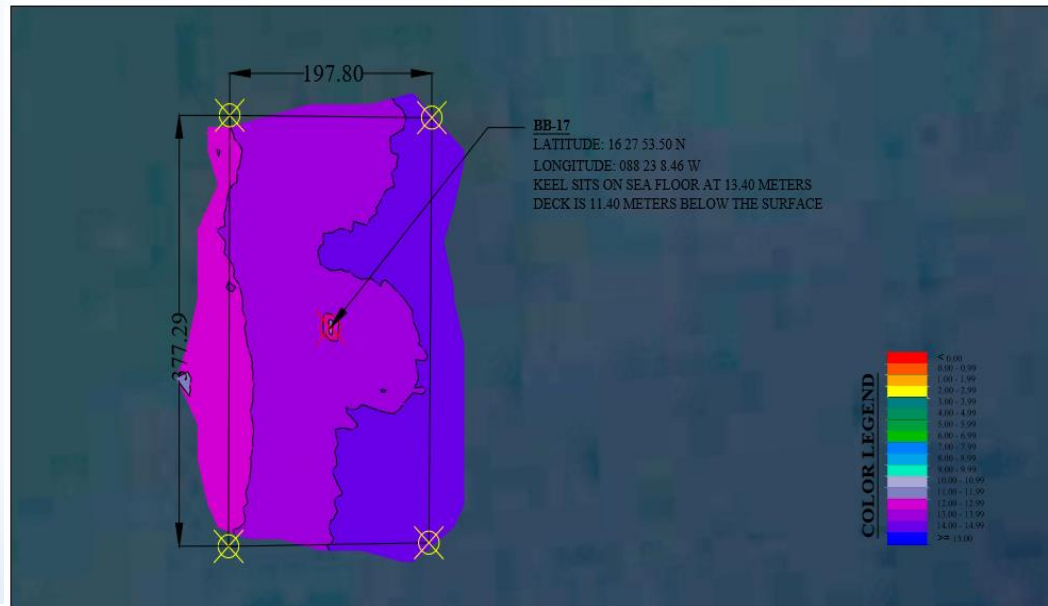 197.80
377.29
BB-17
LATITUDE: 16 27 53.50 N
LONGITUDE: 088 23 8.46 W
KEEL SITS ON SEA FLOOR AT 13.40 METERS
DECK IS 11.40 METERS BELOW THE SURFACE
COLOR LEGEND
< 0.00
0.00 - 0.99
1.00 - 1.99
2.00 - 2.99
3.00 - 3.99
4.00 - 4.99
5.00 - 5.99
6.00 - 6.99
7.00 - 7.99
8.00 - 8.99
9.00 - 9.99
10.00 - 10.99
11.00 - 11.99
12.00 - 12.99
13.00 - 13.99
14.00 - 14.99
>= 15.00